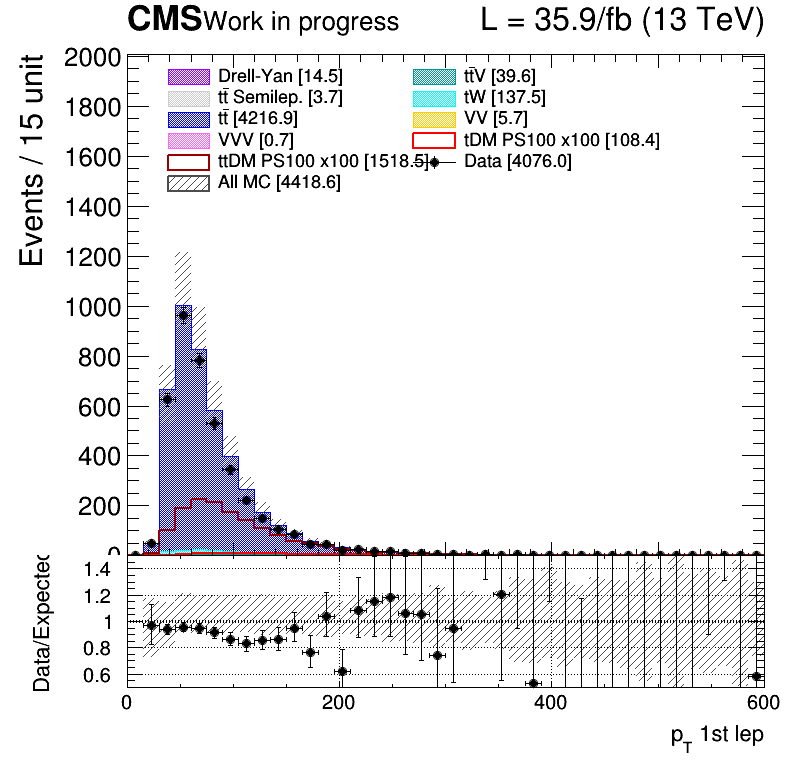 CMS Work in progress L = 35.9/fb (13 TeV)
Events / 15 unit
2000
1800
1600
1400
1200
1000
800
600
400
200
0
Drell-Yan [14.5] tt̄V [39.6]
tt̄ Semilep. [3.7] tW [137.5]
tt̄ [4216.9] VV [5.7]
VVV [0.7] tDM PS100 x100 [108.4]
ttDM PS100 x100 [1518.5] Data [4076.0]
All MC [4418.6]
Data/Expected
1.4
1.2
1
0.8
0.6
0 200 400 600
p_T 1st lep